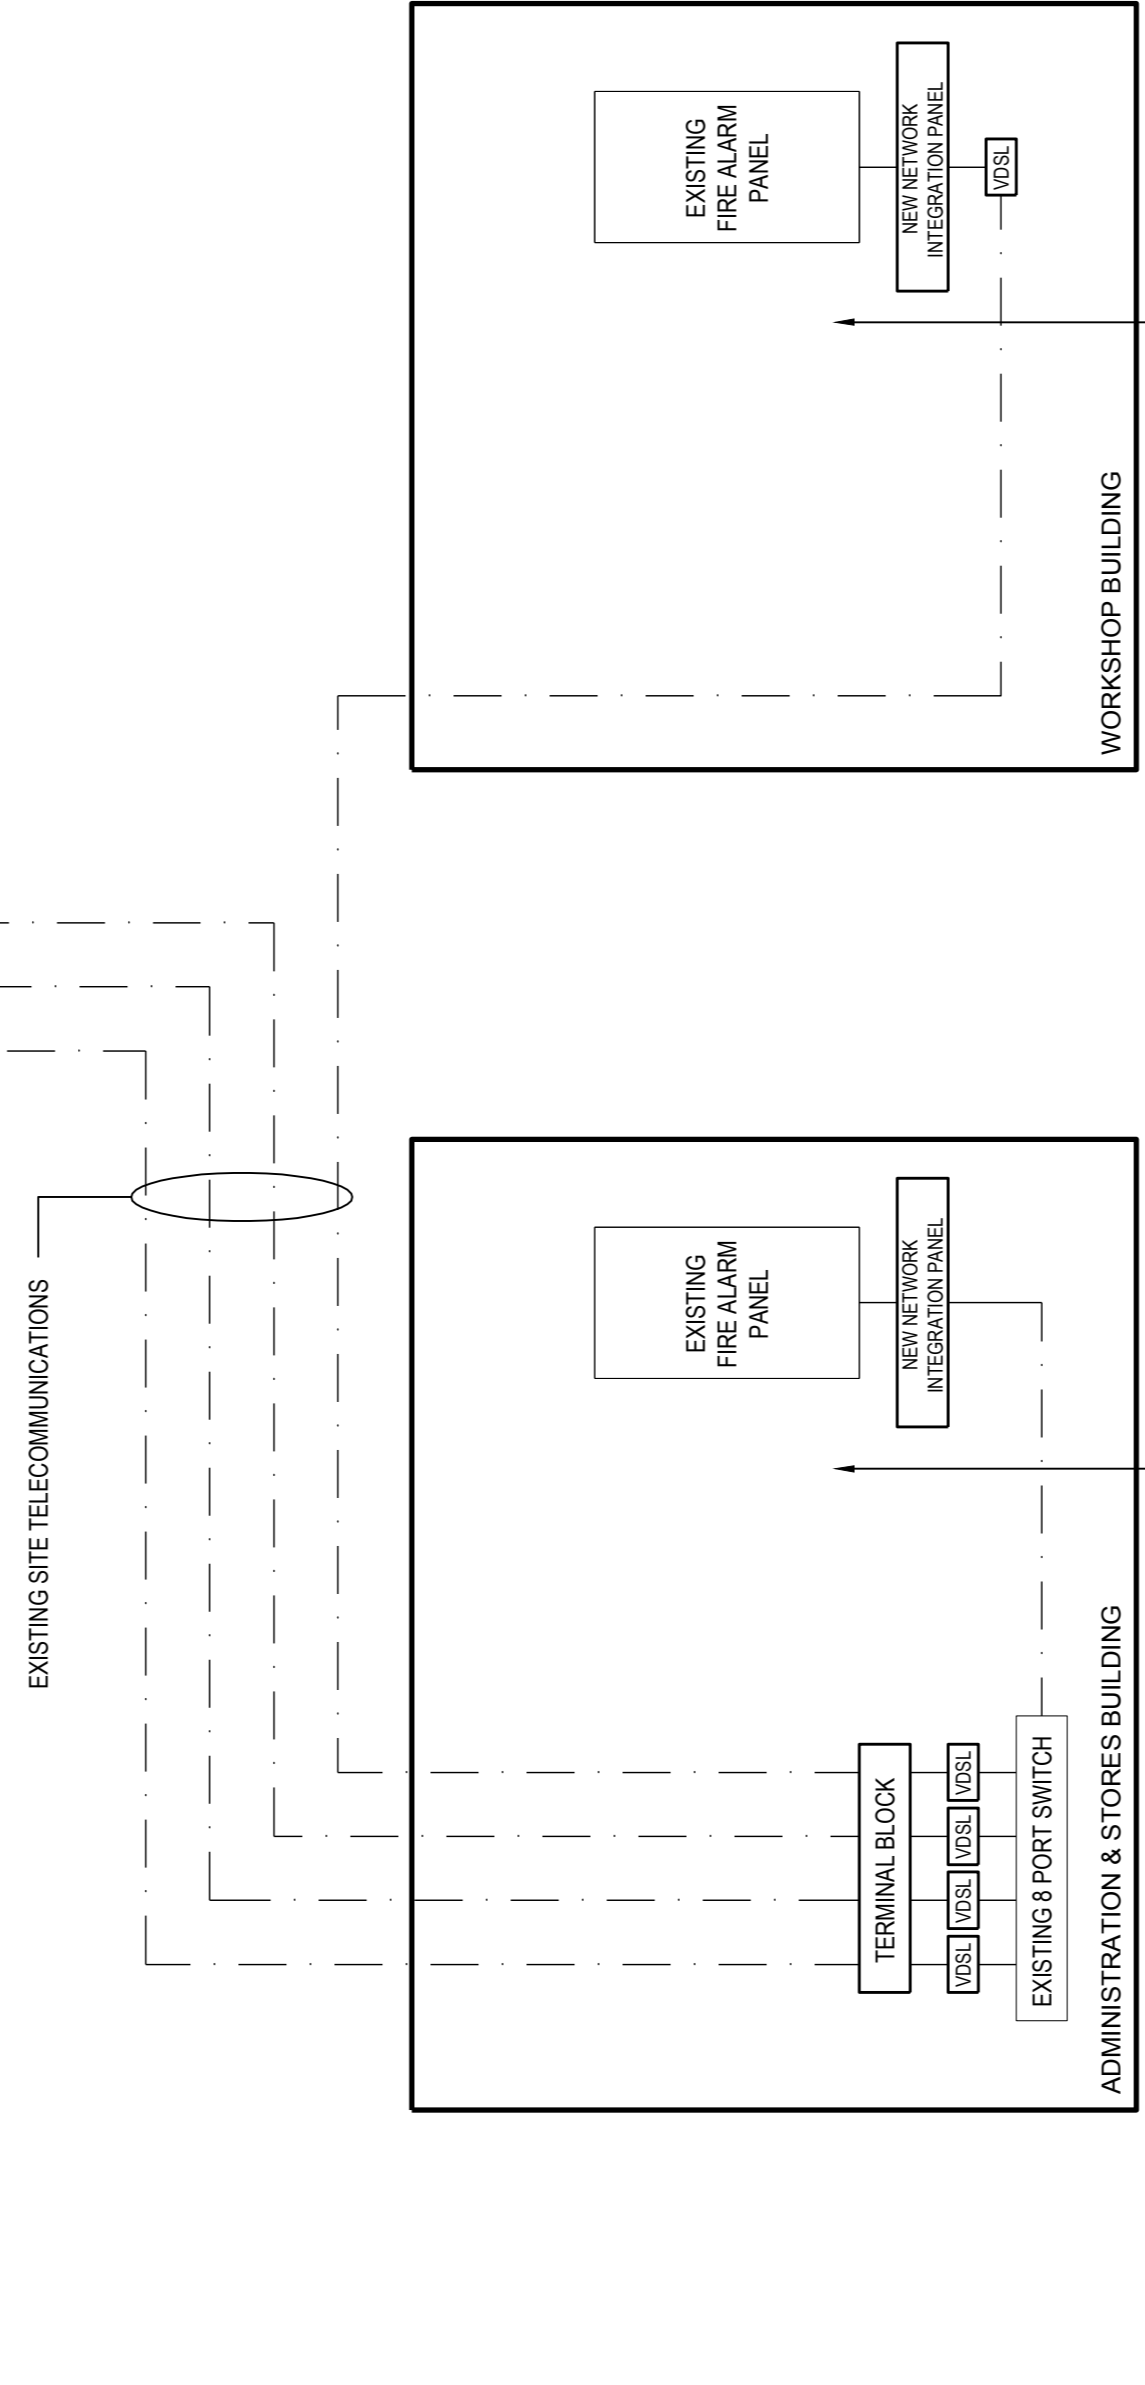 EXISTING SITE TELECOMMUNICATIONS
TERMINAL BLOCK
VDSL
VDSL
VDSL
VDSL
EXISTING 8 PORT SWITCH
EXISTING
FIRE ALARM
PANEL
NEW NETWORK
INTEGRATION PANEL
ADMINISTRATION & STORES BUILDING
EXISTING
FIRE ALARM
PANEL
NEW NETWORK
INTEGRATION PANEL
VDSL
WORKSHOP BUILDING